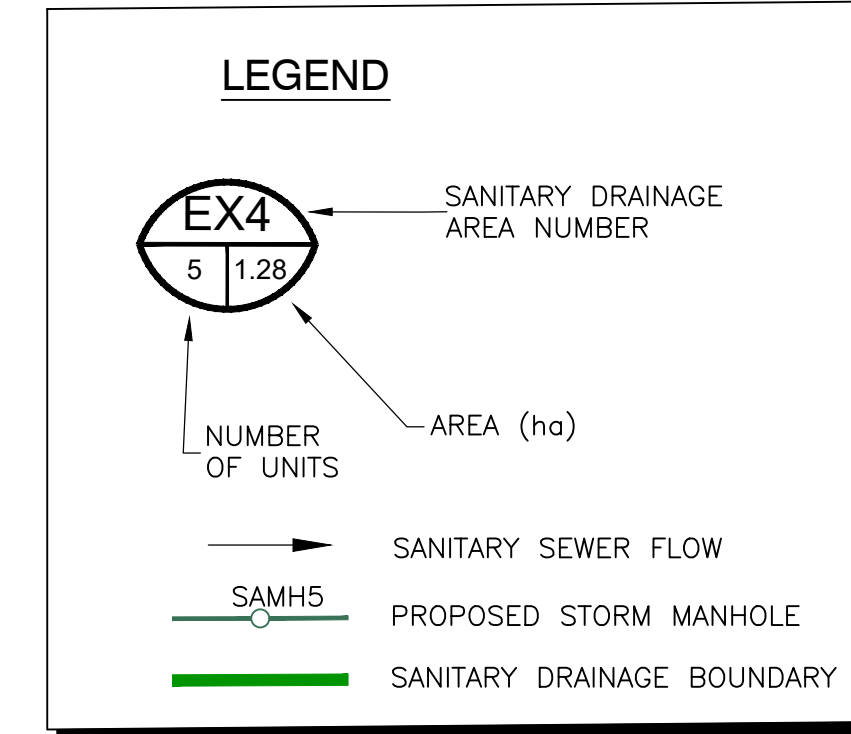 LEGEND
EX4
5 1.28
SANITARY DRAINAGE
AREA NUMBER
NUMBER
OF UNITS
AREA (ha)
SANITARY SEWER FLOW
SAMH5
PROPOSED STORM MANHOLE
SANITARY DRAINAGE BOUNDARY